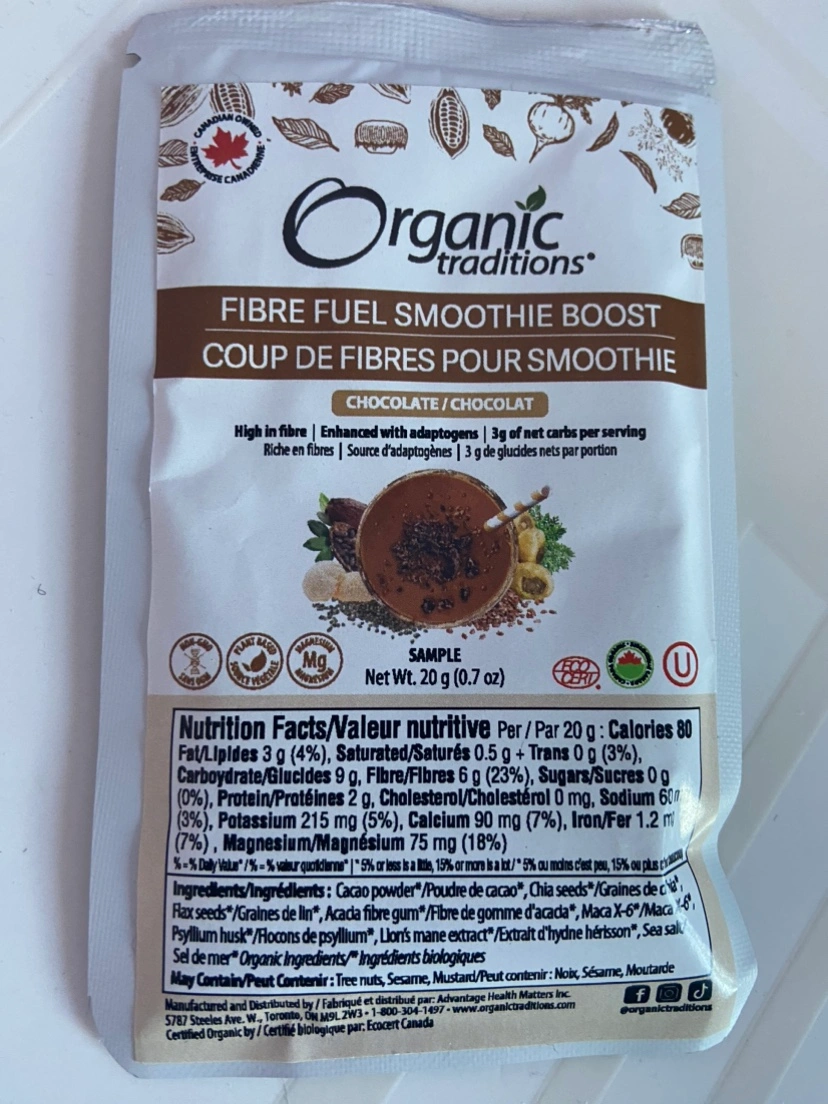 CANADIAN OWNED
ENTREPRISE CANADIENNE
Organic
traditions
FIBRE FUEL SMOOTHIE BOOST
COUP DE FIBRES POUR SMOOTHIE
CHOCOLATE / CHOCOLAT
High in fibre | Enhanced with adaptogens | 3g of net carbs per serving
Riche en fibres | Source d'adaptogènes | 3 g de glucides nets par portion
NON-GMO
SANS OGM
PLANT BASED
SOURCE VÉGÉTALE
MAGNESIUM
Mg
MAGNÉSIUM
SAMPLE
Net Wt. 20 g (0.7 oz)
ECO
CERT
U
Nutrition Facts/Valeur nutritive Per / Par 20 g : Calories 80
Fat/Lipides 3 g (4%), Saturated/Saturés 0.5 g + Trans 0 g (3%),
Carboydrate/Glucides 9 g, Fibre/Fibres 6 g (23%), Sugars/Sucres 0 g
(0%), Protein/Protéines 2 g, Cholesterol/Cholestérol 0 mg, Sodium 60
(3%), Potassium 215 mg (5%), Calcium 90 mg (7%), Iron/Fer 1.2
(7%) , Magnesium/Magnésium 75 mg (18%)
% = % Daily Value* / % = % valeur quotidienne* | * 5% or less is a little, 15% or more is a lot / * 5% ou moins c'est peu, 15% ou plus
Ingredients/Ingrédients : Cacao powder*/Poudre de cacao*, Chia seeds*/Graines de chia*,
Flax seeds*/Graines de lin*, Acacia fibre gum*/Fibre de gomme d'acacia*, Maca X-6*/Maca X-6*,
Psyllium husk*/Flocons de psyllium*, Lion's mane extract*/Extrait d'hydne hérisson*, Sea salt/
Sel de mer* Organic Ingredients/* Ingrédients biologiques
May Contain/Peut Contenir : Tree nuts, Sesame, Mustard/Peut contenir : Noix, Sésame, Moutarde
Manufactured and Distributed by / Fabriqué et distribué par: Advantage Health Matters Inc.
5787 Steeles Ave. W., Toronto, ON M9L 2W3 • 1-800-304-1497 • www.organictraditions.com
Certified Organic by / Certifié biologique par: Ecocert Canada
@organictraditions